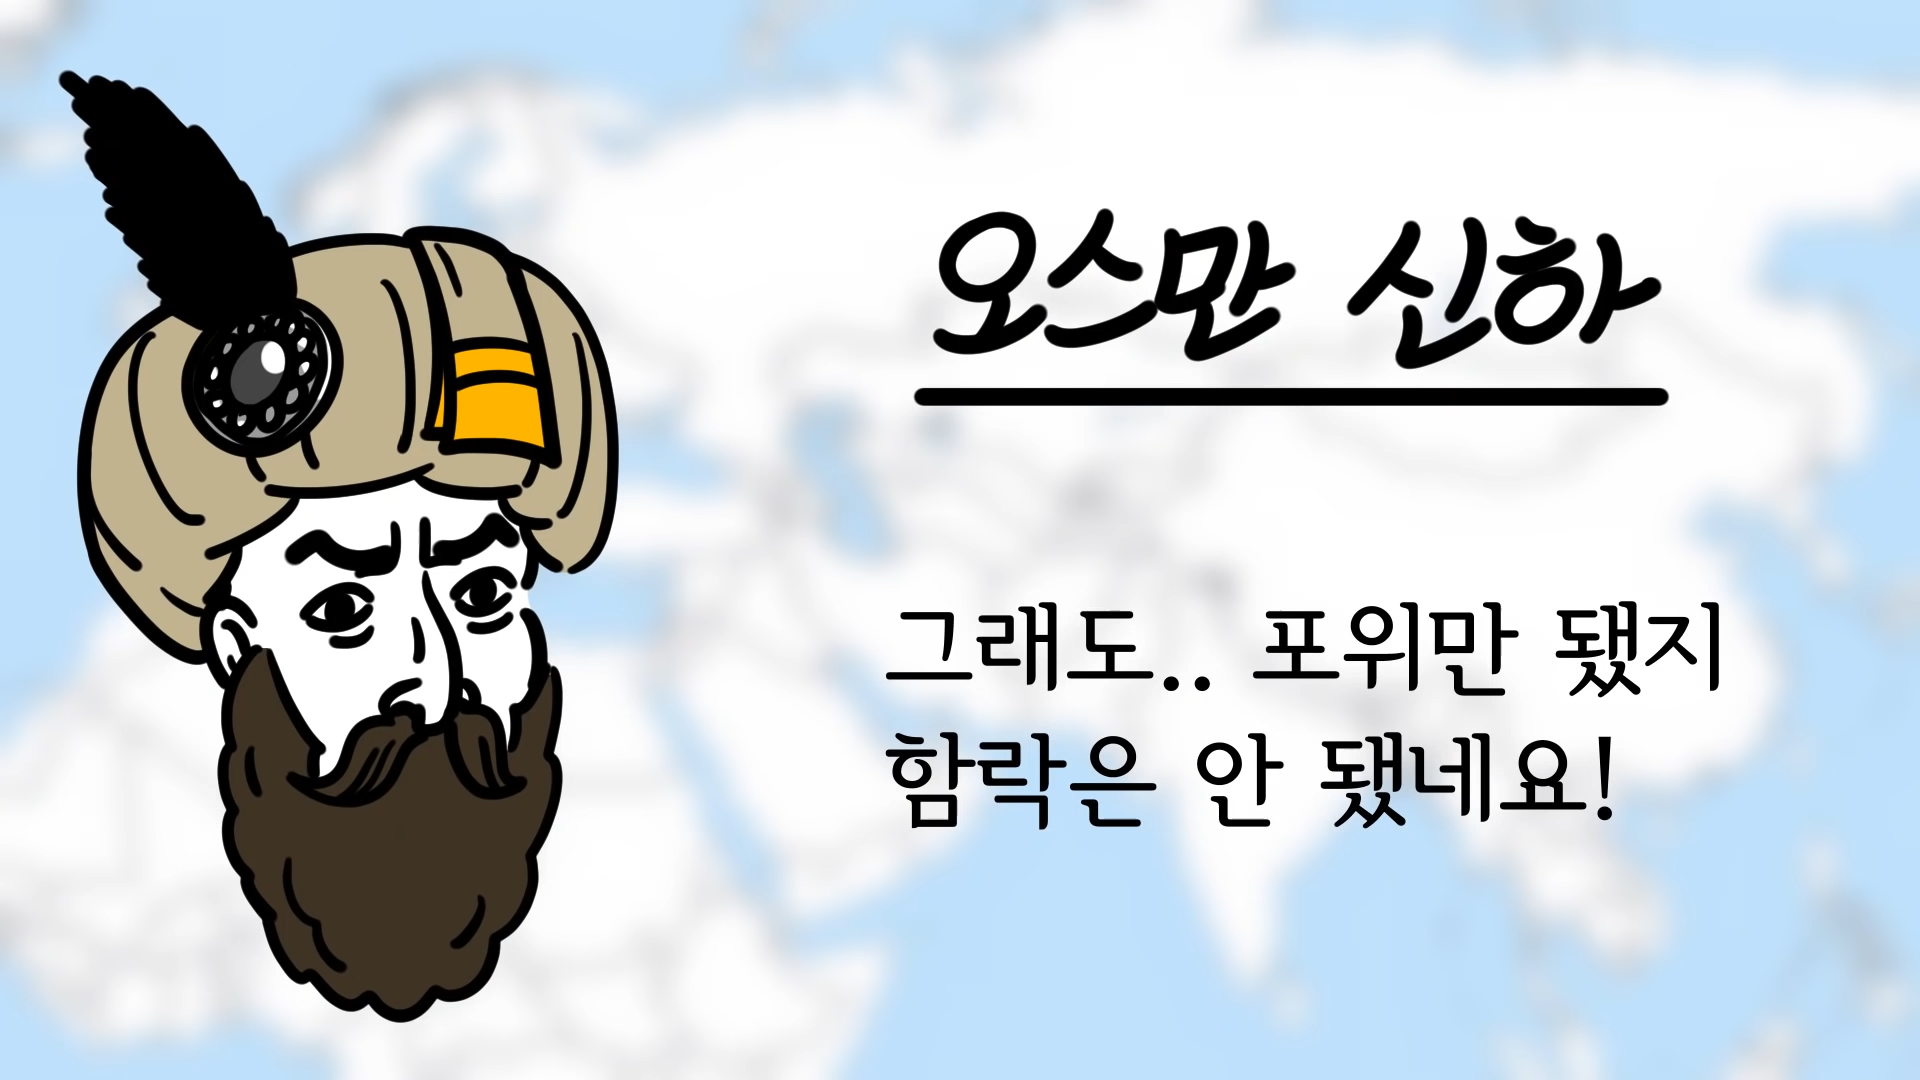 오스만 신하
그래도.. 포위만 됐지
함락은 안 됐네요!